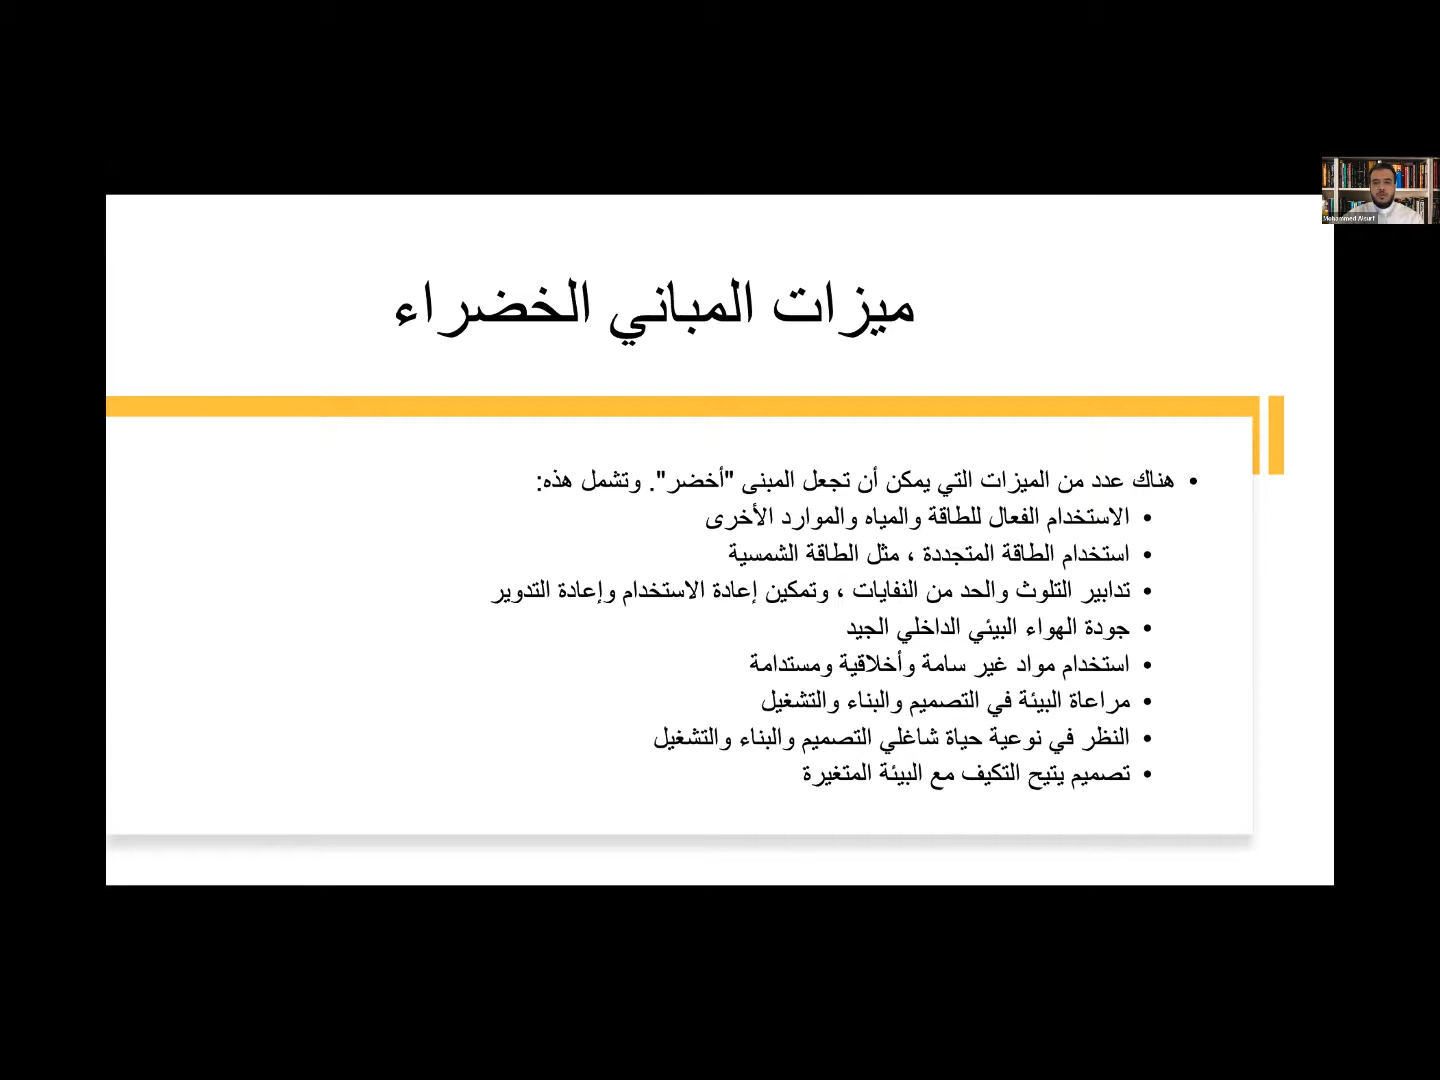 ميزات المباني الخضراء
• هناك عدد من الميزات التي يمكن أن تجعل المبنى "أخضر". وتشمل هذه:
• الاستخدام الفعال للطاقة والمياه والموارد الأخرى
• استخدام الطاقة المتجددة ، مثل الطاقة الشمسية
• تدابير التلوث والحد من النفايات ، وتمكين إعادة الاستخدام وإعادة التدوير
• جودة الهواء البيئي الداخلي الجيد
• استخدام مواد غير سامة وأخلاقية ومستدامة
• مراعاة البيئة في التصميم والبناء والتشغيل
• النظر في نوعية حياة شاغلي التصميم والبناء والتشغيل
• تصميم يتيح التكيف مع البيئة المتغيرة
Mohammed Alsurf